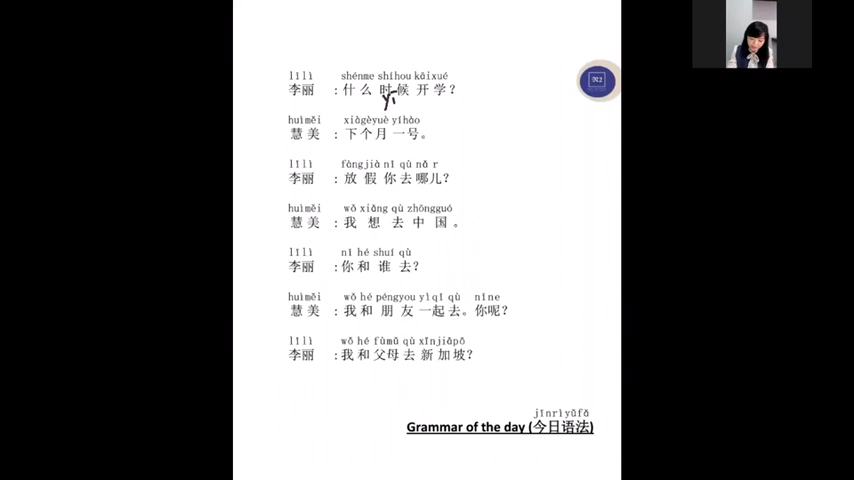 lǐlì shénme shíhou kāixué
李丽 :什么 时候 开学?
yī
huìměi xiàgèyuè yīhào
慧美 : 下个月 一号。
lǐlì fàngjià nǐ qù nǎ r
李丽 :放假你去哪儿?
huìměi wǒ xiǎng qù zhōngguó
慧美 : 我 想 去 中 国 。
lǐlì nǐ hé shuí qù
李丽 :你和 谁 去?
huìměi wǒ hé péngyou yìqǐ qù nǐne
慧美 : 我和 朋友 一起去。你呢?
lǐlì wǒ hé fùmǔ qù xīnjiāpō
李丽 :我和父母去 新加坡?
jīnrìyǔfǎ
Grammar of the day (今日语法)